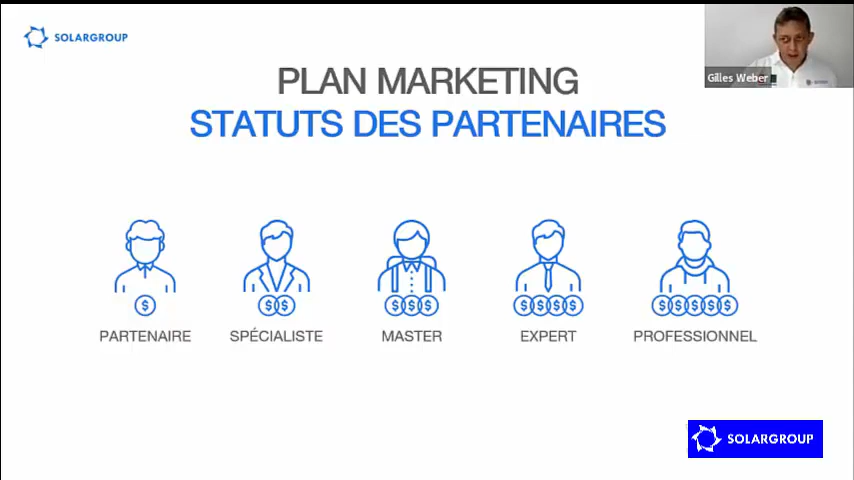 SOLARGROUP
Gilles Weber
PLAN MARKETING
STATUTS DES PARTENAIRES
$ $$ $$$ $$$$ $$$$$
PARTENAIRE SPÉCIALISTE MASTER EXPERT PROFESSIONNEL
SOLARGROUP